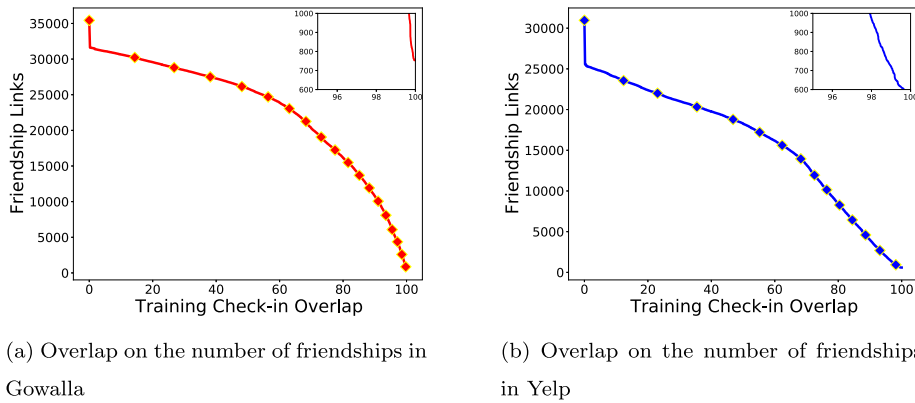 35000
30000
25000
20000
15000
10000
5000
0
Friendship Links
0 20 40 60 80 100
Training Check-in Overlap
1000
900
800
700
600
96 98 100
30000
25000
20000
15000
10000
5000
0
Friendship Links
0 20 40 60 80 100
Training Check-in Overlap
1000
900
800
700
600
96 98 100
(a) Overlap on the number of friendships in
Gowalla
(b) Overlap on the number of friendships
in Yelp